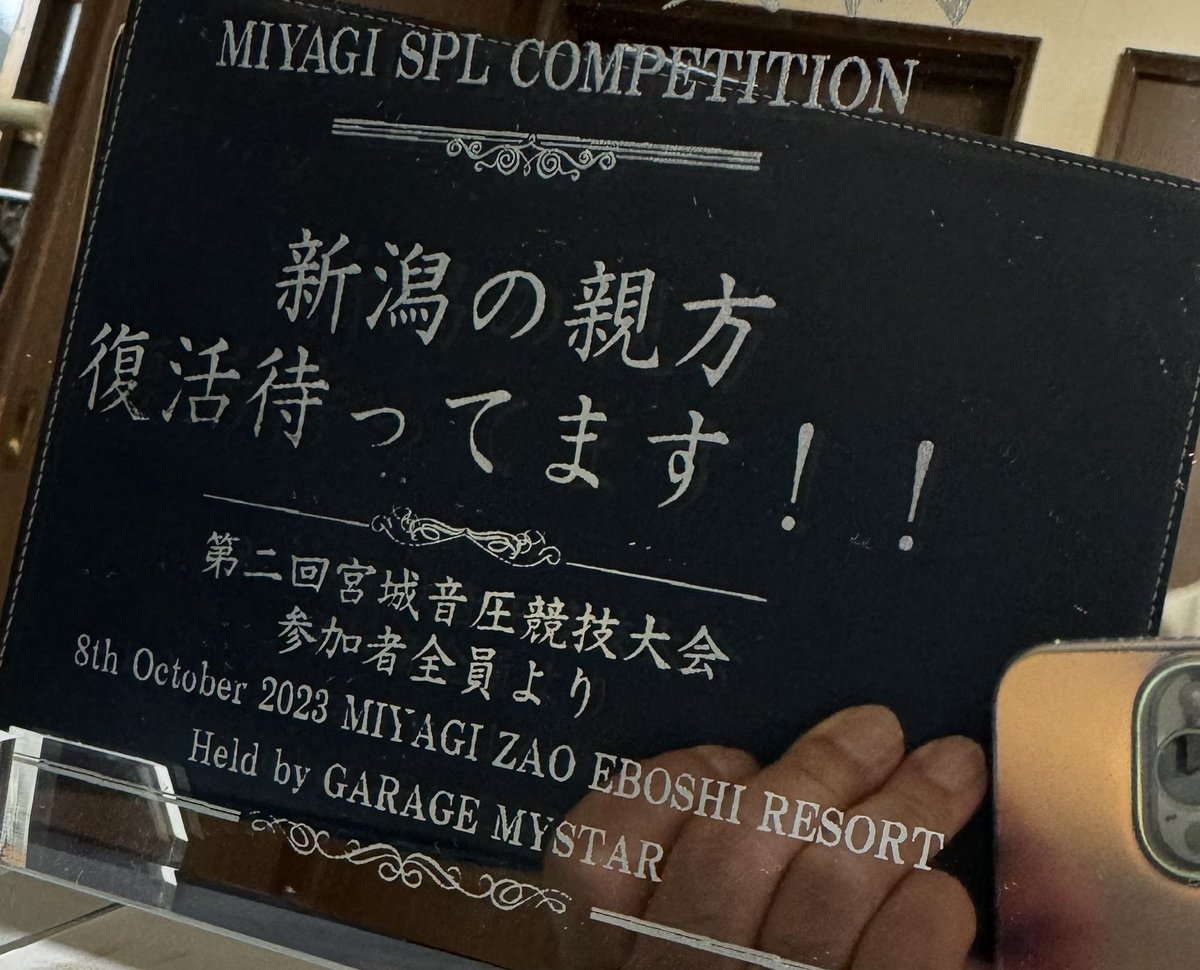 MIYAGI SPL COMPETITION
新潟の親方
復活待ってます！！
第二回宮城音圧競技大会
参加者全員より
8th October 2023 MIYAGI ZAO EBOSHI RESORT
Held by GARAGE MYSTAR